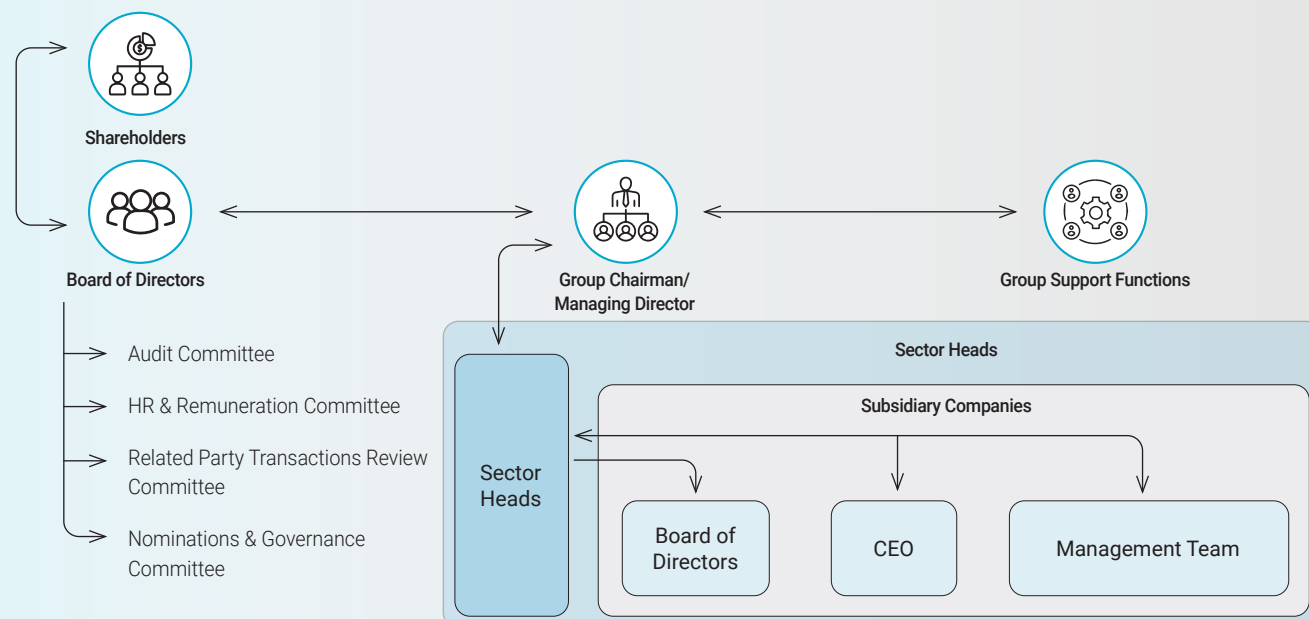 Shareholders
Board of Directors
Group Chairman/
Managing Director
Group Support Functions
Audit Committee
HR & Remuneration Committee
Related Party Transactions Review
Committee
Nominations & Governance
Committee
Sector Heads
Sector
Heads
Subsidiary Companies
Board of
Directors
CEO
Management Team